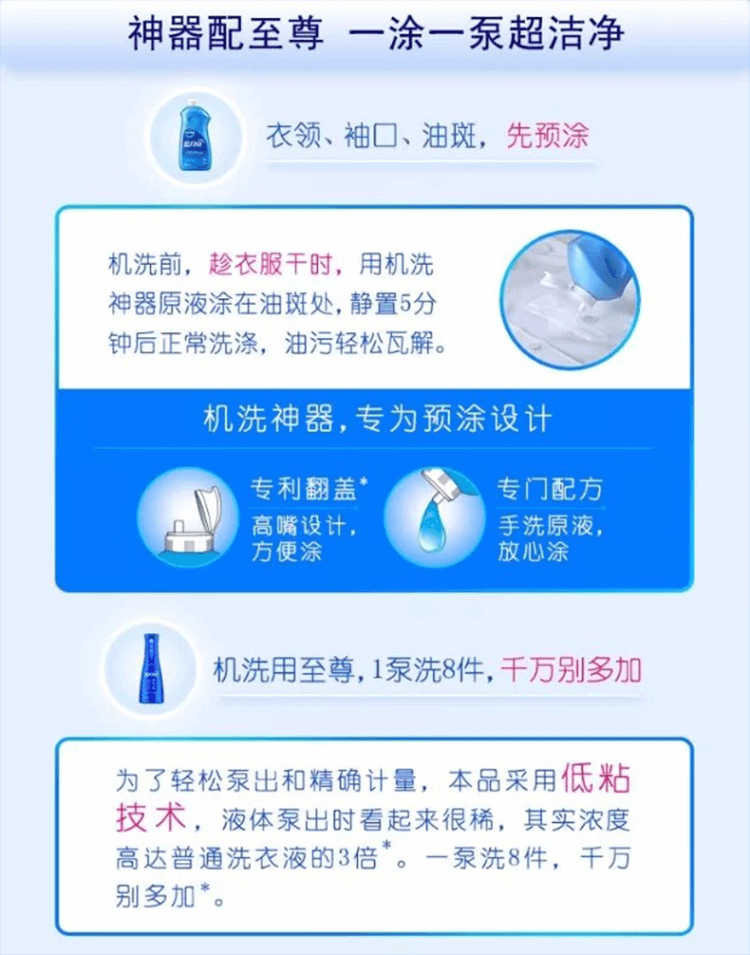 神器配至尊 一涂一泵超洁净
衣领、袖口、油斑，先预涂
机洗前，趁衣服干时，用机洗
神器原液涂在油斑处，静置5分
钟后正常洗涤，油污轻松瓦解。
机洗神器，专为预涂设计
专利翻盖*
高嘴设计，
方便涂
专门配方
手洗原液，
放心涂
机洗用至尊，1泵洗8件，千万别多加
为了轻松泵出和精确计量，本品采用低粘
技术，液体泵出时看起来很稀，其实浓度
高达普通洗衣液的3倍*。一泵洗8件，千万
别多加*。